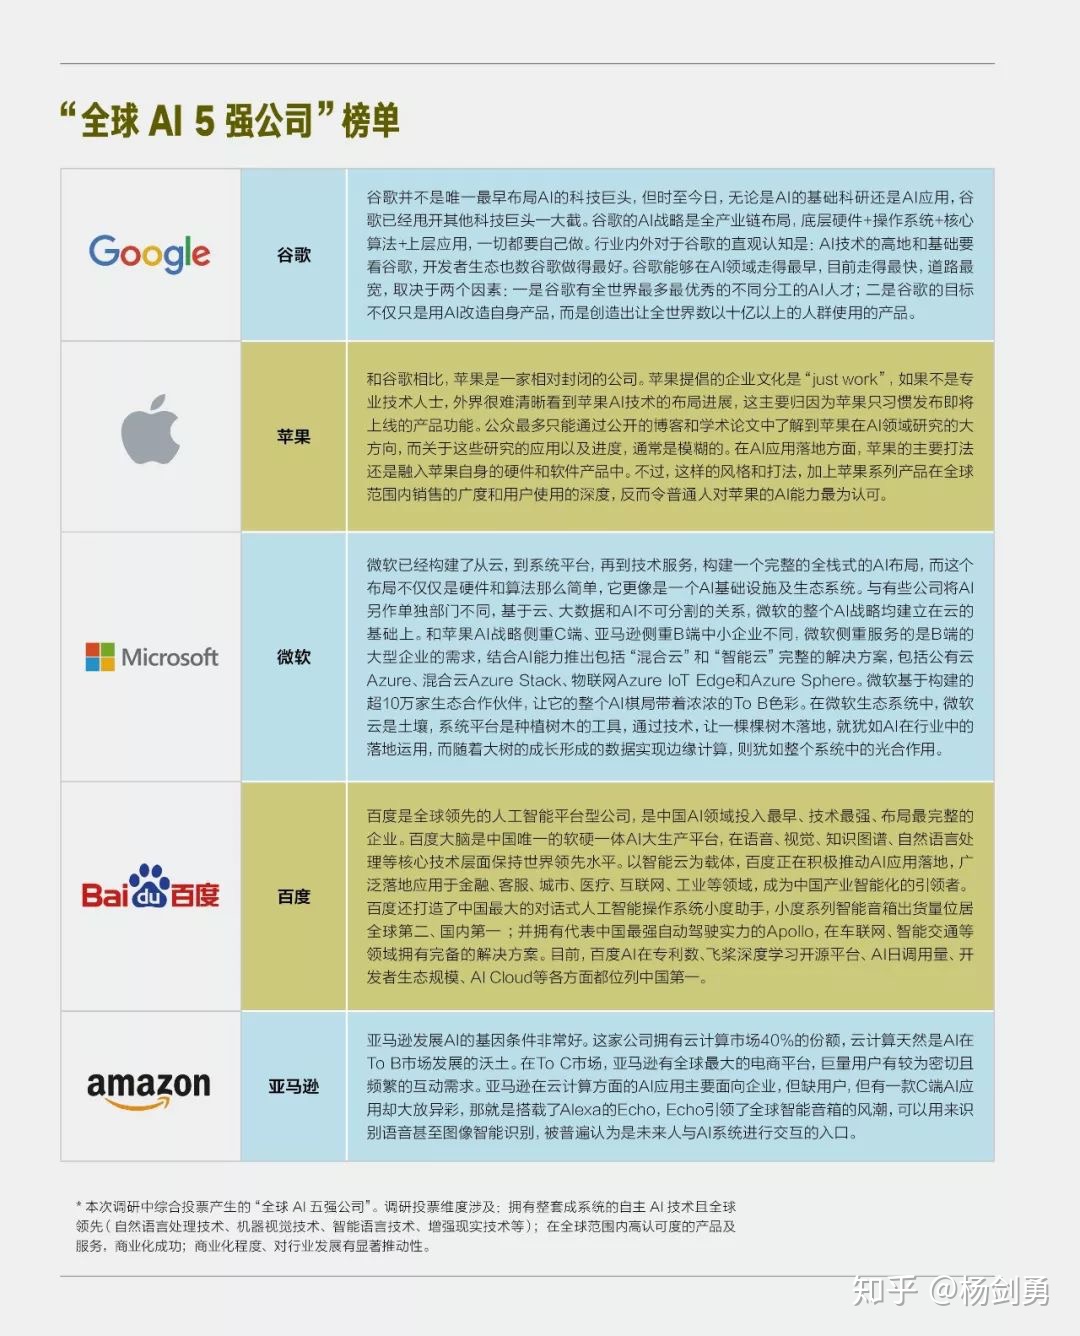 “全球 AI 5 强公司”榜单
Google
谷歌
谷歌并不是唯一最早布局AI的科技巨头，但时至今日，无论是AI的基础科研还是AI应用，谷
歌已经甩开其他科技巨头一大截。谷歌的AI战略是全产业链布局，底层硬件+操作系统+核心
算法+上层应用，一切都要自己做。行业内外对于谷歌的直观认知是：AI技术的高地和基础要
看谷歌，开发者生态也数谷歌做得最好。谷歌能够在AI领域走得最早，目前走得最快，道路最
宽，取决于两个因素：一是谷歌有全世界最多最优秀的不同分工的AI人才；二是谷歌的目标
不仅只是用AI改造自身产品，而是创造出让全世界数以十亿以上的人群使用的产品。
苹果
和谷歌相比，苹果是一家相对封闭的公司。苹果提倡的企业文化是“just work”，如果不是专
业技术人士，外界很难清晰看到苹果AI技术的布局进展，这主要归因为苹果只习惯发布即将
上线的产品功能。公众最多只能通过公开的博客和学术论文中了解到苹果在AI领域研究的大
方向，而关于这些研究的应用以及进度，通常是模糊的。在AI应用落地方面，苹果的主要打法
还是融入苹果自身的硬件和软件产品中。不过，这样的风格和打法，加上苹果系列产品在全球
范围内销售的广度和用户使用的深度，反而令普通人对苹果的AI能力最为认可。
Microsoft
微软
微软已经构建了从云，到系统平台，再到技术服务，构建一个完整的全栈式的AI布局，而这个
布局不仅仅是硬件和算法那么简单，它更像是一个AI基础设施及生态系统。与有些公司将AI
另作单独部门不同，基于云、大数据和AI不可分割的关系，微软的整个AI战略均建立在云的
基础上。和苹果AI战略侧重C端、亚马逊侧重B端中小企业不同，微软侧重服务的是B端的
大型企业的需求，结合AI能力推出包括“混合云”和“智能云”完整的解决方案，包括公有云
Azure、混合云Azure Stack、物联网Azure IoT Edge和Azure Sphere。微软基于构建的
超10万家生态合作伙伴，让它的整个AI棋局带着浓浓的To B色彩。在微软生态系统中，微软
云是土壤，系统平台是种植树木的工具，通过技术，让一棵棵树木落地，就犹如AI在行业中的
落地运用，而随着大树的成长形成的数据实现边缘计算，则犹如整个系统中的光合作用。
Bai du 百度
百度
百度是全球领先的人工智能平台型公司，是中国AI领域投入最早、技术最强、布局最完整的
企业。百度大脑是中国唯一的软硬一体AI大生产平台，在语音、视觉、知识图谱、自然语言处
理等核心技术层面保持世界领先水平。以智能云为载体，百度正在积极推动AI应用落地，广
泛落地应用于金融、客服、城市、医疗、互联网、工业等领域，成为中国产业智能化的引领者。
百度还打造了中国最大的对话式人工智能操作系统小度助手，小度系列智能音箱出货量位居
全球第二、国内第一；并拥有代表中国最强自动驾驶实力的Apollo，在车联网、智能交通等
领域拥有完备的解决方案。目前，百度AI在专利数、飞桨深度学习开源平台、AI日调用量、开
发者生态规模、AI Cloud等各方面都位列中国第一。
amazon
亚马逊
亚马逊发展AI的基因条件非常好。这家公司拥有云计算市场40%的份额，云计算天然是AI在
To B市场发展的沃土。在To C市场，亚马逊有全球最大的电商平台，巨量用户有较为密切且
频繁的互动需求。亚马逊在云计算方面的AI应用主要面向企业，但缺用户，但有一款C端AI应
用却大放异彩，那就是搭载了Alexa的Echo，Echo引领了全球智能音箱的风潮，可以用来识
别语音甚至图像智能识别，被普遍认为是未来人与AI系统进行交互的入口。
* 本次调研中综合投票产生的“全球 AI 五强公司”。调研投票维度涉及：拥有整套成系统的自主 AI 技术且全球
领先（自然语言处理技术、机器视觉技术、智能语言技术、增强现实技术等）；在全球范围内高认可度的产品及
服务，商业化成功；商业化程度、对行业发展有显著推动性。
知乎 @杨剑勇